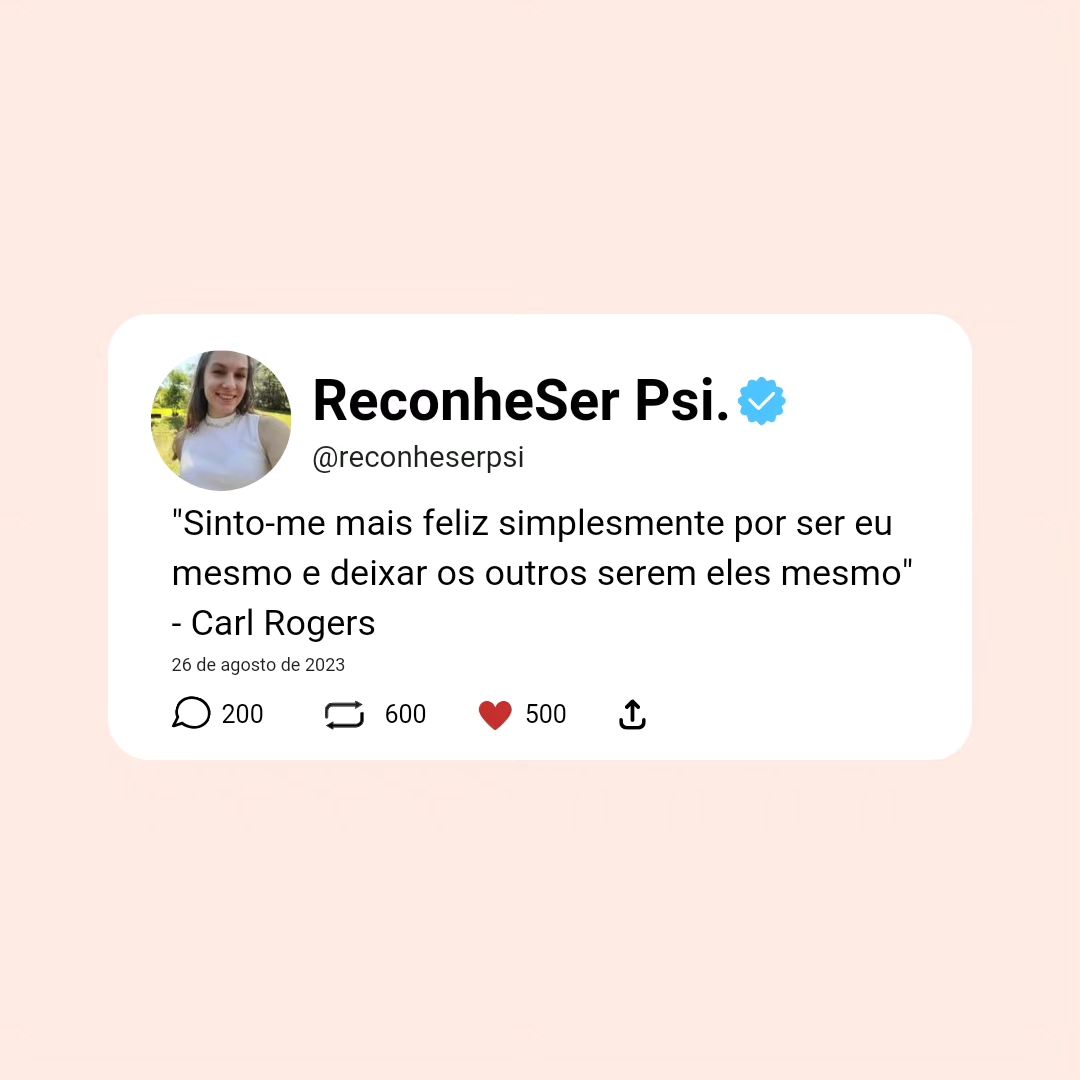 ReconheSer Psi.
@reconheserpsi
"Sinto-me mais feliz simplesmente por ser eu
mesmo e deixar os outros serem eles mesmo"
- Carl Rogers
26 de agosto de 2023
200 600 500